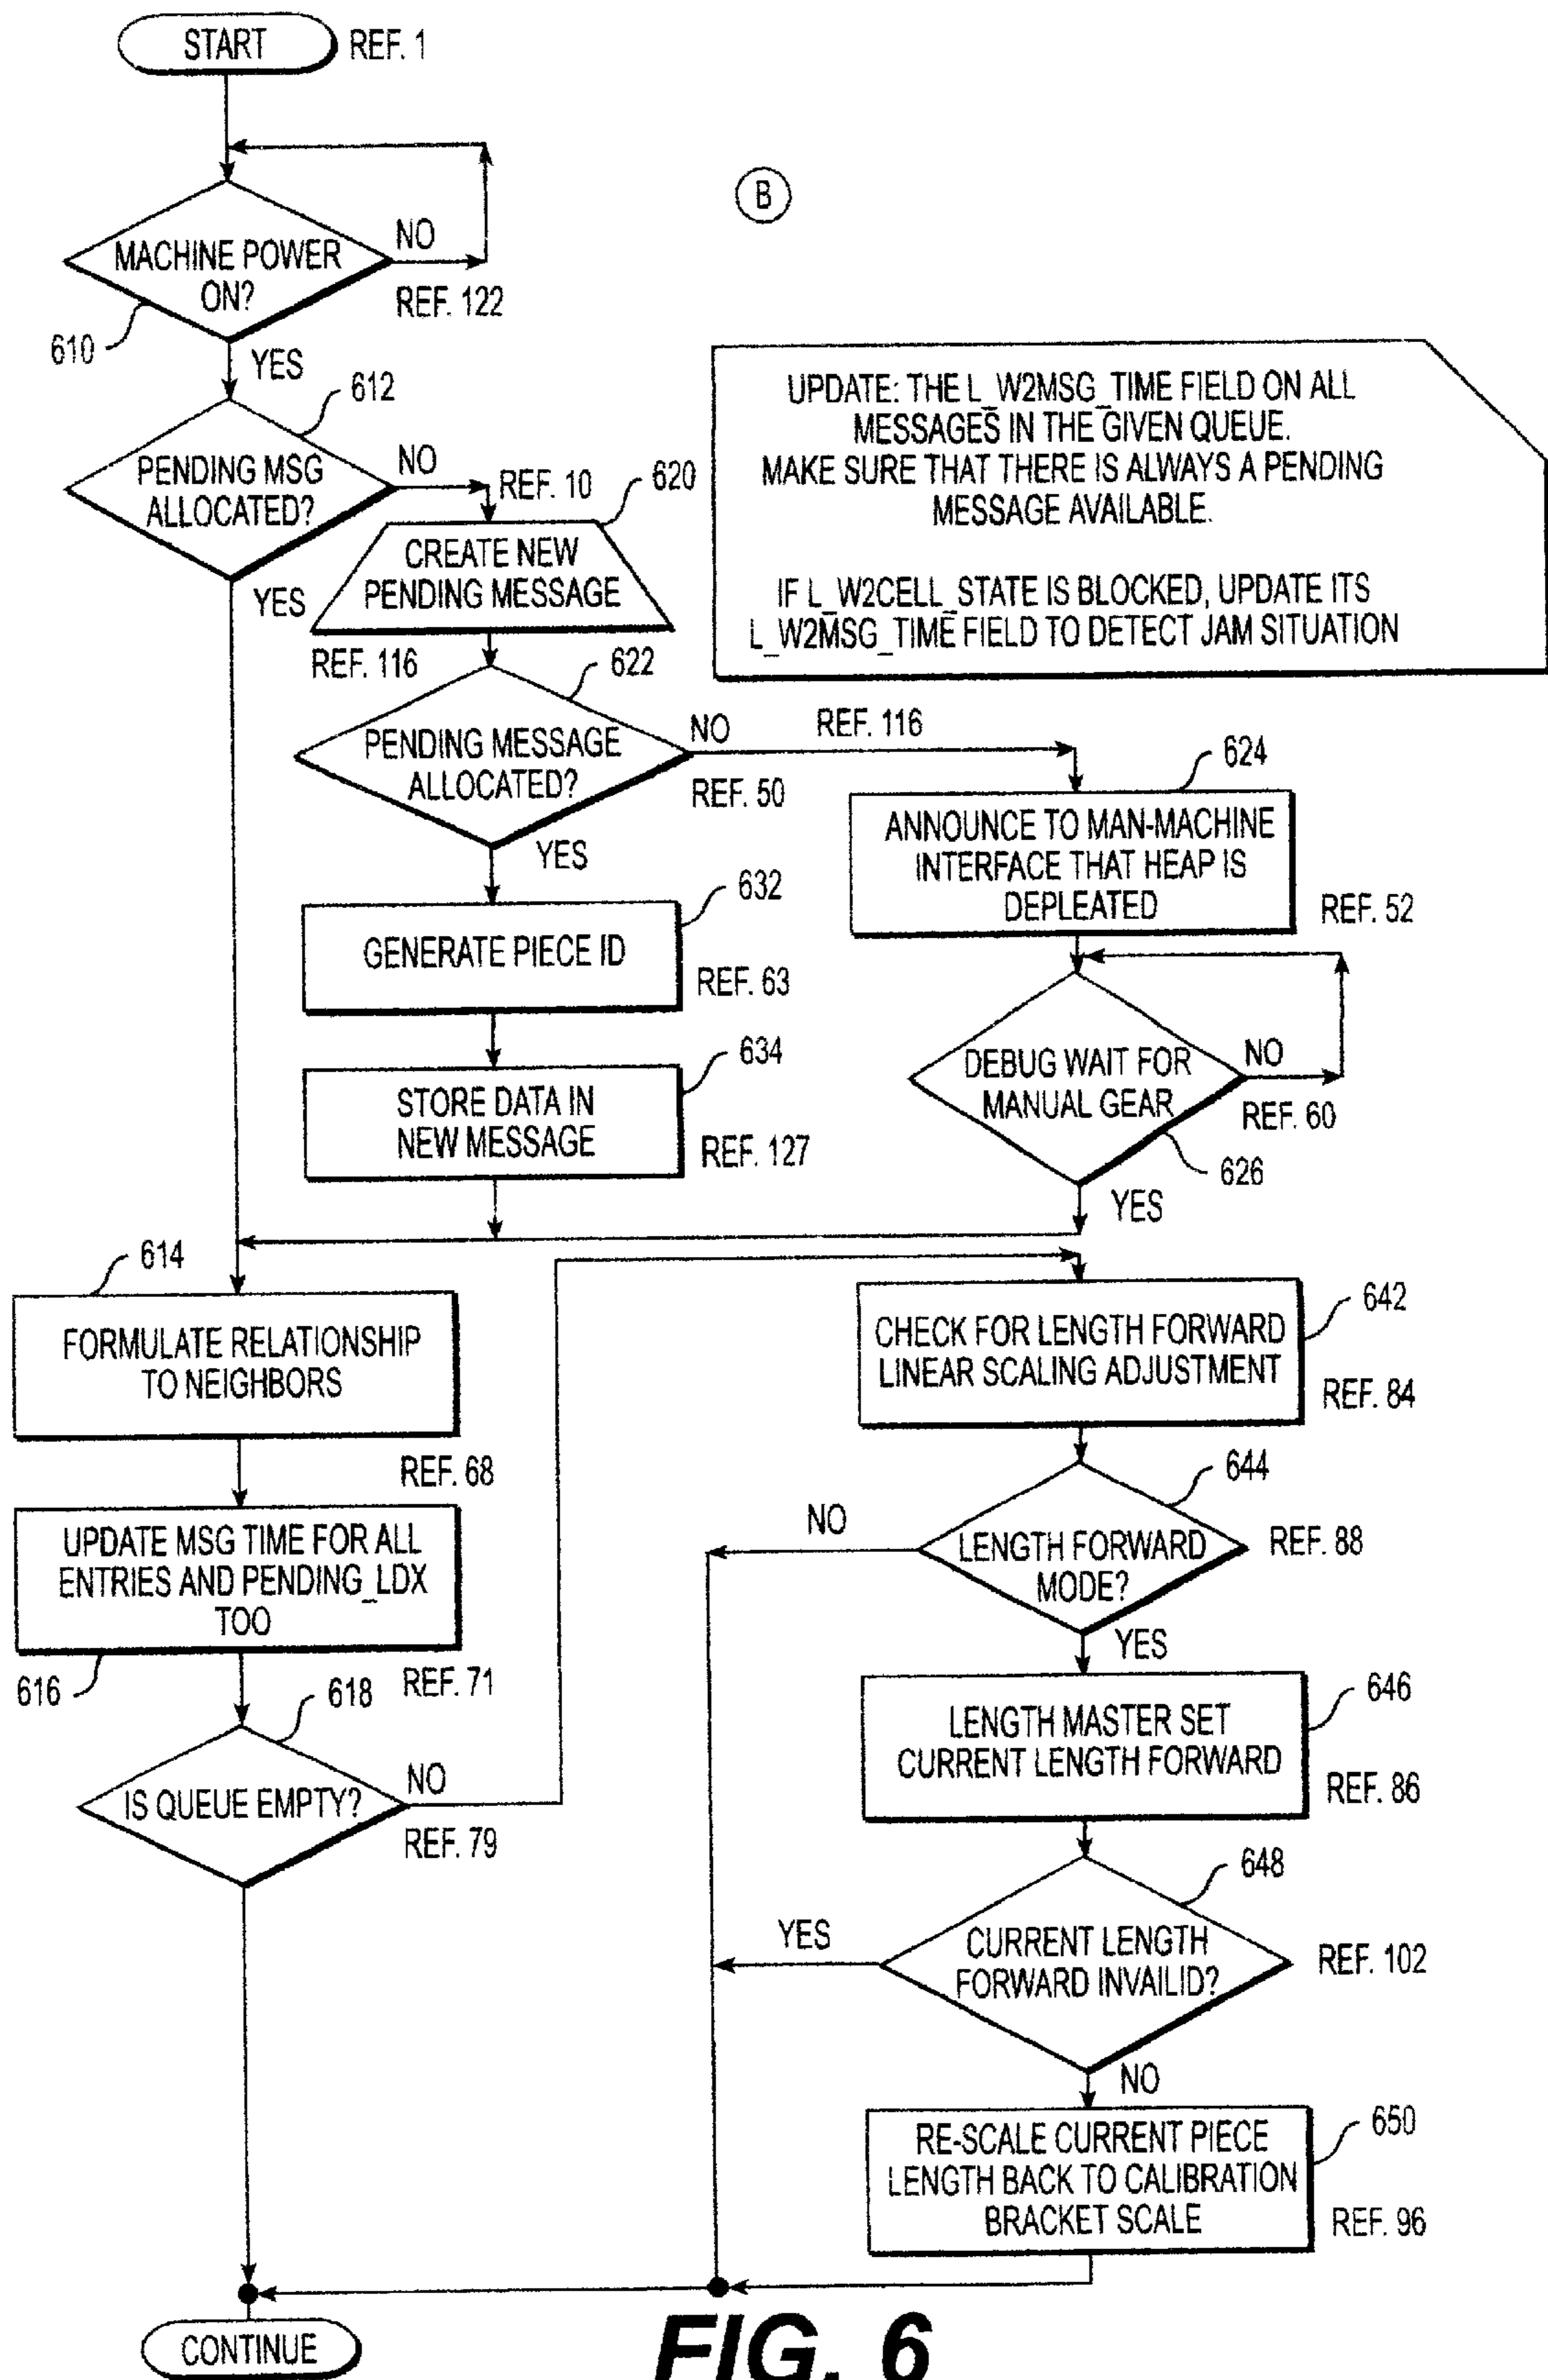 START
REF. 1
B
MACHINE POWER
ON?
NO
REF. 122
610
YES
612
PENDING MSG
ALLOCATED?
NO
REF. 10
620
YES
CREATE NEW
PENDING MESSAGE
UPDATE: THE L_W2MSG_TIME FIELD ON ALL
MESSAGES IN THE GIVEN QUEUE.
MAKE SURE THAT THERE IS ALWAYS A PENDING
MESSAGE AVAILABLE.
IF L_W2CELL_STATE IS BLOCKED, UPDATE ITS
L_W2MSG_TIME FIELD TO DETECT JAM SITUATION
REF. 116
622
PENDING MESSAGE
ALLOCATED?
NO
REF. 116
REF. 50
YES
624
ANNOUNCE TO MAN-MACHINE
INTERFACE THAT HEAP IS
DEPLEATED
REF. 52
632
GENERATE PIECE ID
REF. 63
634
STORE DATA IN
NEW MESSAGE
REF. 127
DEBUG WAIT FOR
MANUAL GEAR
NO
REF. 60
626
YES
614
FORMULATE RELATIONSHIP
TO NEIGHBORS
REF. 68
UPDATE MSG TIME FOR ALL
ENTRIES AND PENDING_LDX
TOO
616
REF. 71
618
IS QUEUE EMPTY?
NO
REF. 79
642
CHECK FOR LENGTH FORWARD
LINEAR SCALING ADJUSTMENT
REF. 84
644
NO
LENGTH FORWARD
MODE?
REF. 88
YES
646
LENGTH MASTER SET
CURRENT LENGTH FORWARD
REF. 86
648
YES
CURRENT LENGTH
FORWARD INVAILID?
REF. 102
NO
650
RE-SCALE CURRENT PIECE
LENGTH BACK TO CALIBRATION
BRACKET SCALE
REF. 96
CONTINUE
FIG. 6